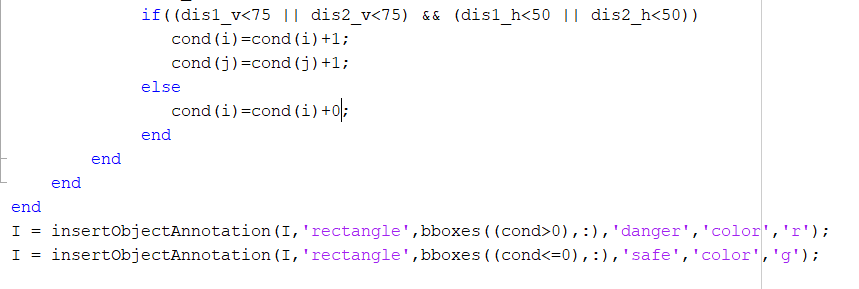 if((dis1_v<75 || dis2_v<75) && (dis1_h<50 || dis2_h<50))
cond(i)=cond(i)+1;
cond(j)=cond(j)+1;
else
cond(i)=cond(i)+0;
end
end
end
end
I = insertObjectAnnotation(I,'rectangle',bboxes((cond>0),:),'danger','color','r');
I = insertObjectAnnotation(I,'rectangle',bboxes((cond<=0),:),'safe','color','g');